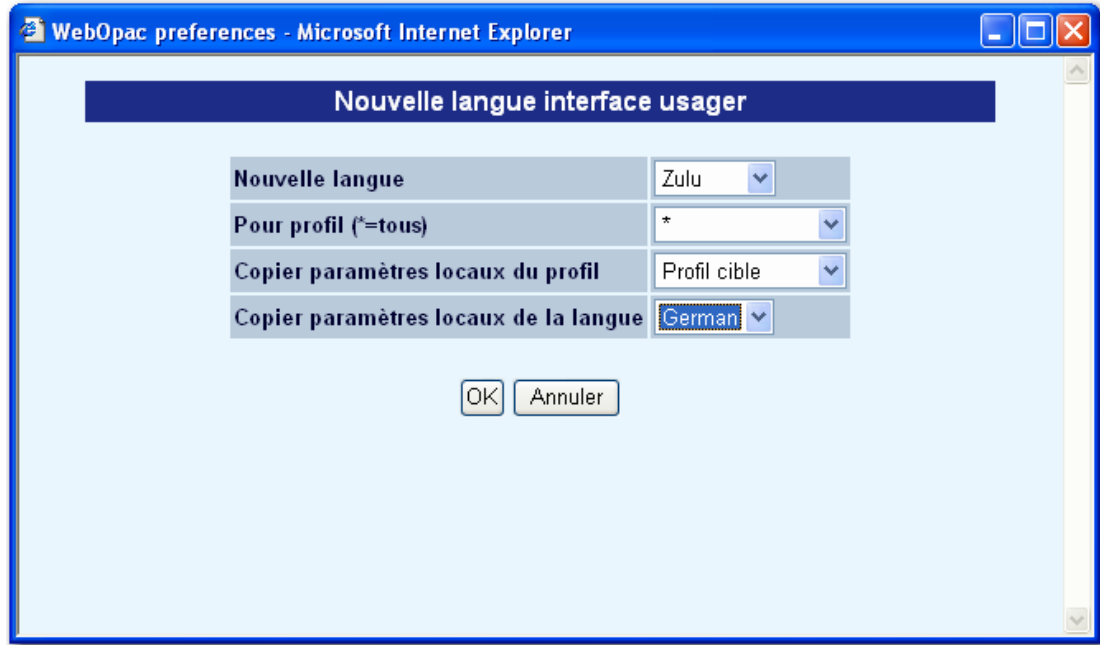 WebOpac preferences - Microsoft Internet Explorer
Nouvelle langue interface usager
Nouvelle langue Zulu
Pour profil (*=tous) *
Copier paramètres locaux du profil Profil cible
Copier paramètres locaux de la langue German
OK Annuler